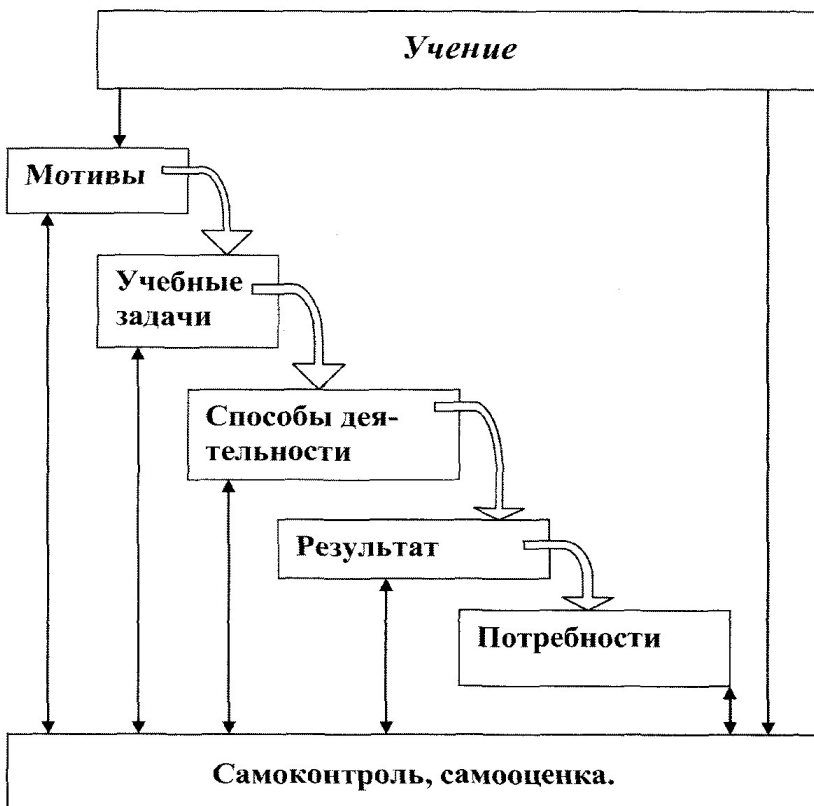 Учение
Мотивы
Учебные
задачи
Способы дея-
тельности
Результат
Потребности
Самоконтроль, самооценка.